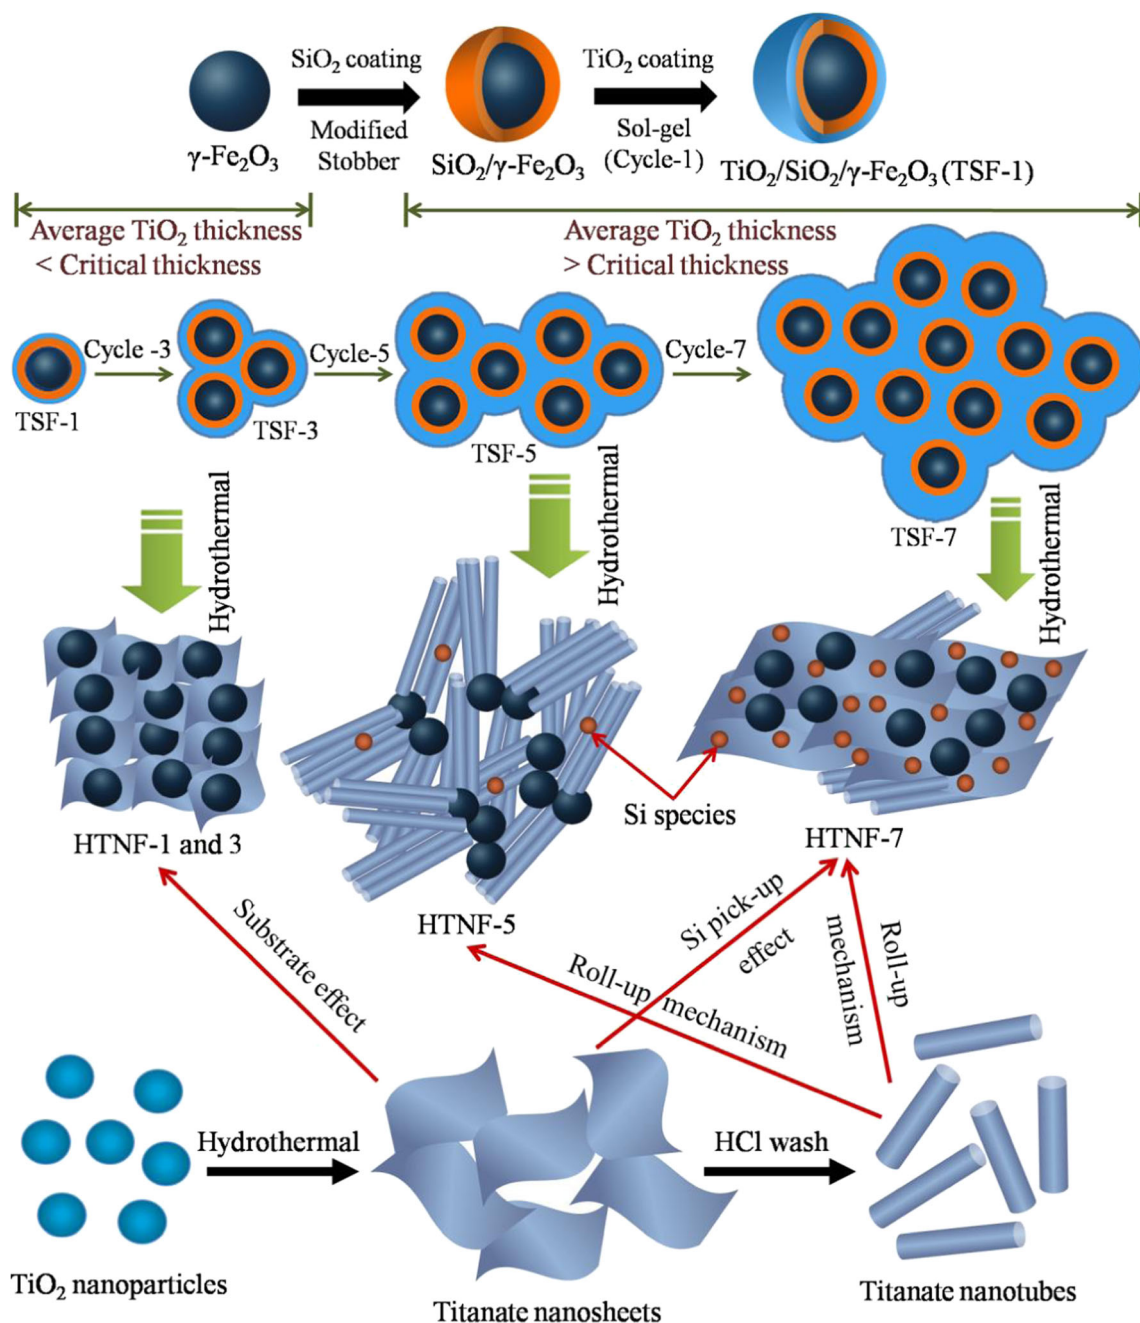 SiO₂ coating
Modified
Stobber
TiO₂ coating
Sol-gel
(Cycle-1)
γ-Fe₂O₃
SiO₂/γ-Fe₂O₃
TiO₂/SiO₂/γ-Fe₂O₃ (TSF-1)
Average TiO₂ thickness
< Critical thickness
Average TiO₂ thickness
> Critical thickness
Cycle -3
Cycle-5
Cycle-7
TSF-1
TSF-3
TSF-5
TSF-7
Hydrothermal
Hydrothermal
Hydrothermal
Si species
HTNF-1 and 3
HTNF-5
HTNF-7
Substrate effect
Si pick-up
effect
Roll-up mechanism
Roll-up
mechanism
Hydrothermal
HCl wash
TiO₂ nanoparticles
Titanate nanosheets
Titanate nanotubes